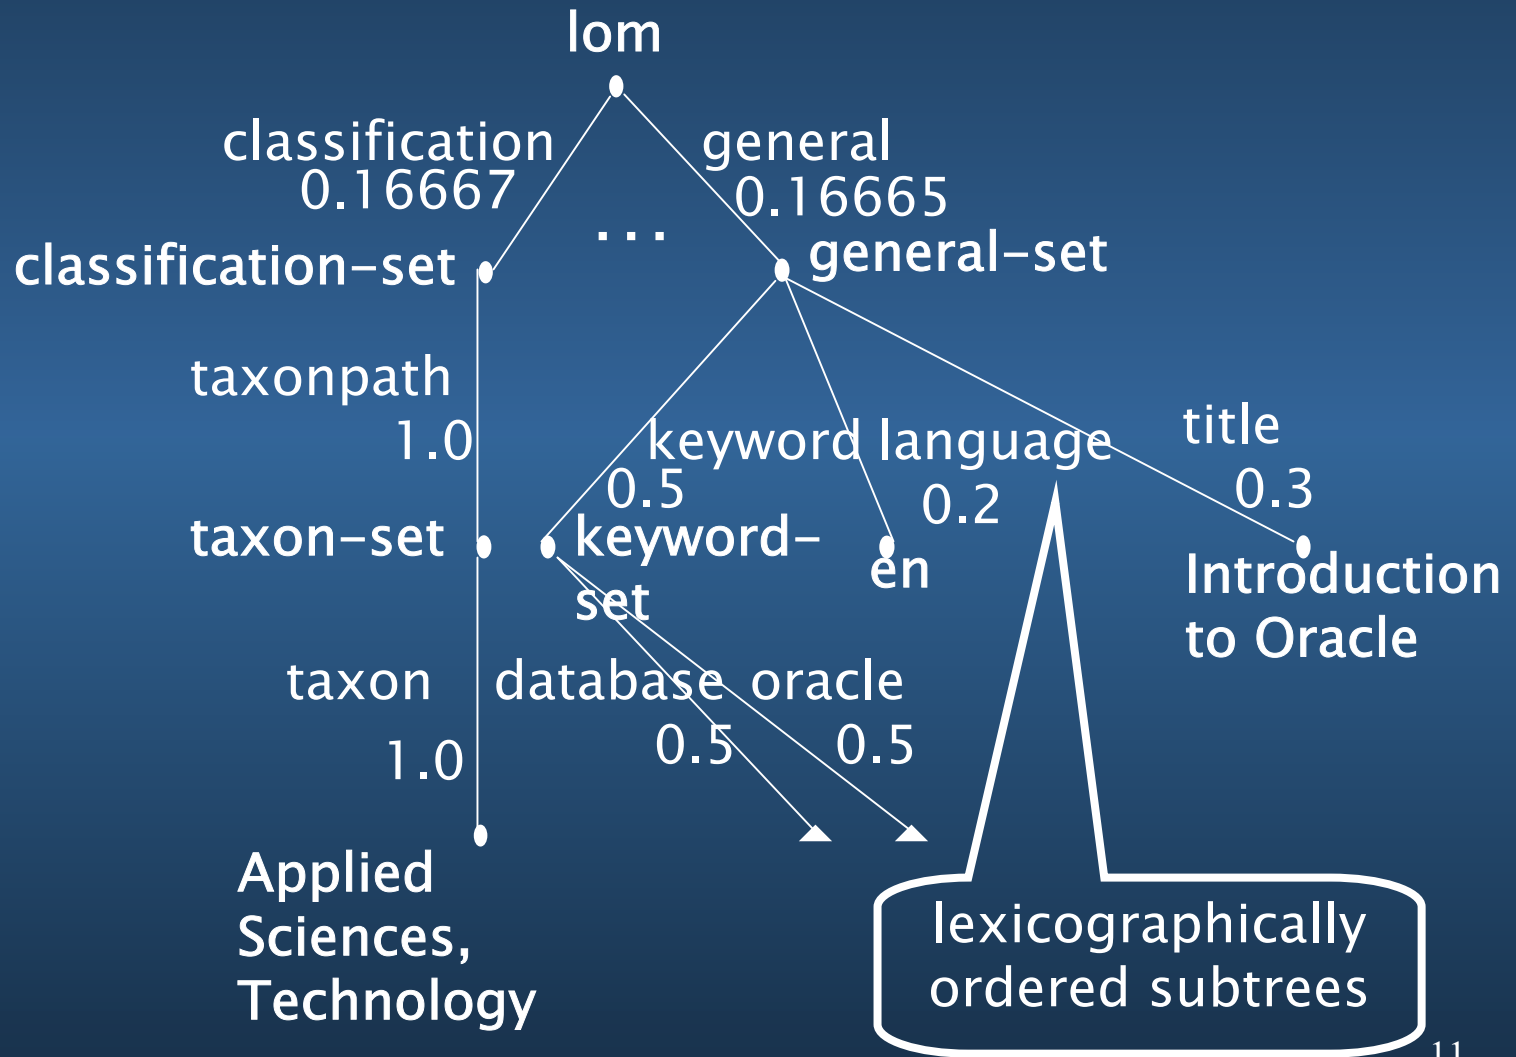 lom
classification
0.16667
general
0.16665
...
classification-set
general-set
taxonpath
1.0
keyword
0.5
language
0.2
title
0.3
taxon-set
keyword-
set
en
Introduction
to Oracle
taxon
1.0
database
0.5
oracle
0.5
Applied
Sciences,
Technology
lexicographically
ordered subtrees
11